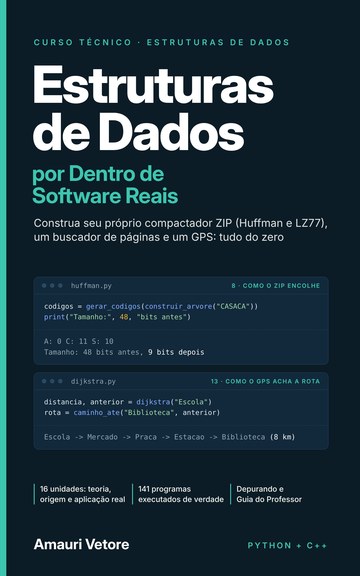 CURSO TÉCNICO · ESTRUTURAS DE DADOS
Estruturas
de Dados
por Dentro de
Software Reais
Construa seu próprio compactador ZIP (Huffman e LZ77),
um buscador de páginas e um GPS: tudo do zero
huffman.py
8 · COMO O ZIP ENCOLHE
codigos = gerar_codigos(construir_arvore("CASACA"))
print("Tamanho:", 48, "bits antes")
A: 0 C: 11 S: 10
Tamanho: 48 bits antes, 9 bits depois
dijkstra.py
13 · COMO O GPS ACHA A ROTA
distancia, anterior = dijkstra("Escola")
rota = caminho_ate("Biblioteca", anterior)
Escola -> Mercado -> Praca -> Estacao -> Biblioteca (8 km)
16 unidades: teoria,
origem e aplicação real
141 programas
executados de verdade
Depurando e
Guia do Professor
Amauri Vetore
PYTHON + C++